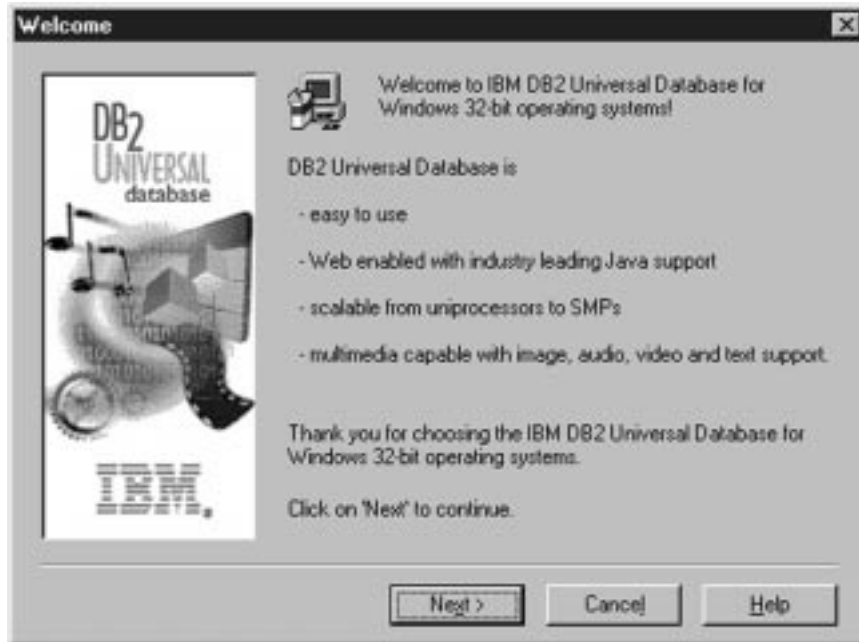 Welcome
DB2
UNIVERSAL
database
IBM
Welcome to IBM DB2 Universal Database for
Windows 32-bit operating systems!
DB2 Universal Database is
- easy to use
- Web enabled with industry leading Java support
- scalable from uniprocessors to SMPs
- multimedia capable with image, audio, video and text support.
Thank you for choosing the IBM DB2 Universal Database for
Windows 32-bit operating systems.
Click on 'Next' to continue.
Next >
Cancel
Help